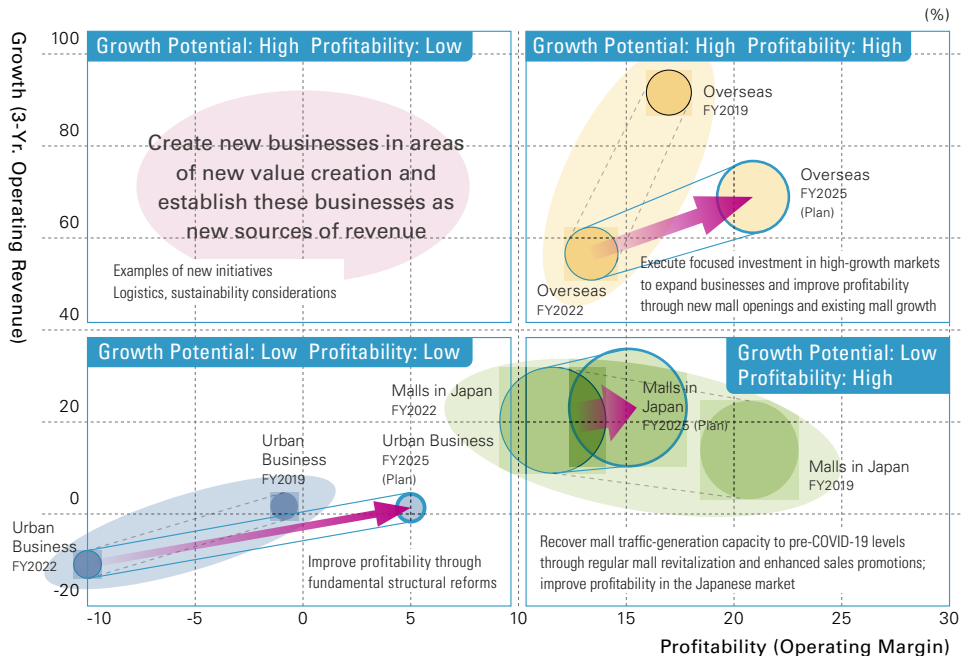 (%)
Growth (3-Yr. Operating Revenue)
100
80
60
40
20
0
-20
Growth Potential: High Profitability: Low
Create new businesses in areas
of new value creation and
establish these businesses as
new sources of revenue
Examples of new initiatives
Logistics, sustainability considerations
Growth Potential: High Profitability: High
Overseas
FY2019
Overseas
FY2025
(Plan)
Overseas
FY2022
Execute focused investment in high-growth markets
to expand businesses and improve profitability
through new mall openings and existing mall growth
Growth Potential: Low Profitability: Low
Urban
Business
FY2019
Urban Business
FY2025
(Plan)
Urban
Business
FY2022
Improve profitability through
fundamental structural reforms
Growth Potential: Low
Profitability: High
Malls in Japan
FY2022
Malls in
Japan
FY2025 (Plan)
Malls in Japan
FY2019
Recover mall traffic-generation capacity to pre-COVID-19 levels
through regular mall revitalization and enhanced sales promotions;
improve profitability in the Japanese market
-10
-5
0
5
10
15
20
25
30
Profitability (Operating Margin)